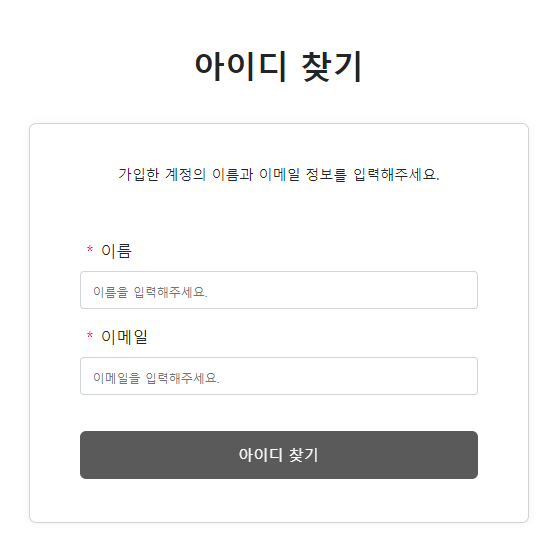 아이디 찾기
가입한 계정의 이름과 이메일 정보를 입력해주세요.
* 이름
이름을 입력해주세요.
* 이메일
이메일을 입력해주세요.
아이디 찾기